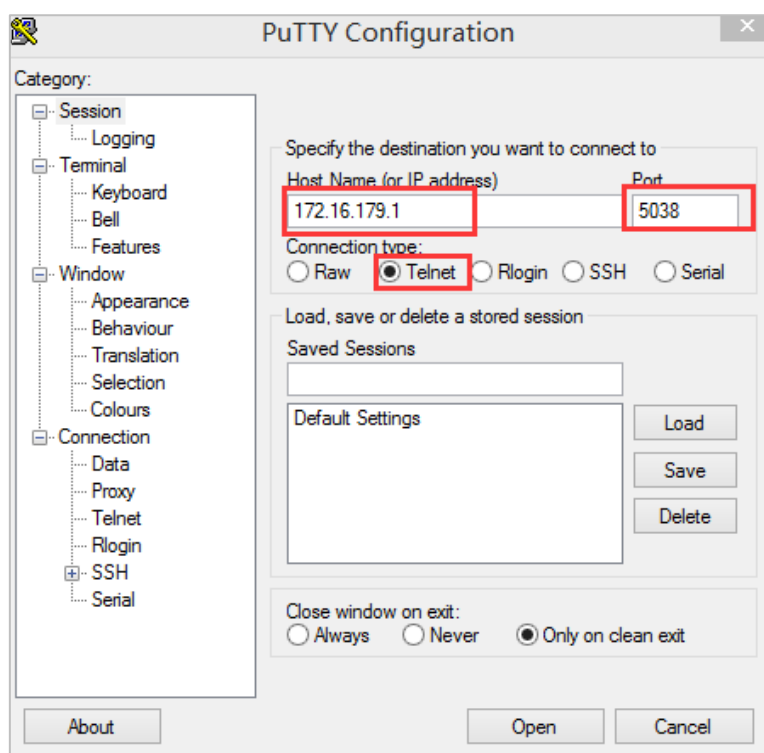 PuTTY Configuration
Category:
Session
Logging
Terminal
Keyboard
Bell
Features
Window
Appearance
Behaviour
Translation
Selection
Colours
Connection
Data
Proxy
Telnet
Rlogin
SSH
Serial
Specify the destination you want to connect to
Host Name (or IP address) Port
172.16.179.1 5038
Connection type:
Raw Telnet Rlogin SSH Serial
Load, save or delete a stored session
Saved Sessions
Default Settings
Load
Save
Delete
Close window on exit:
Always Never Only on clean exit
About Open Cancel